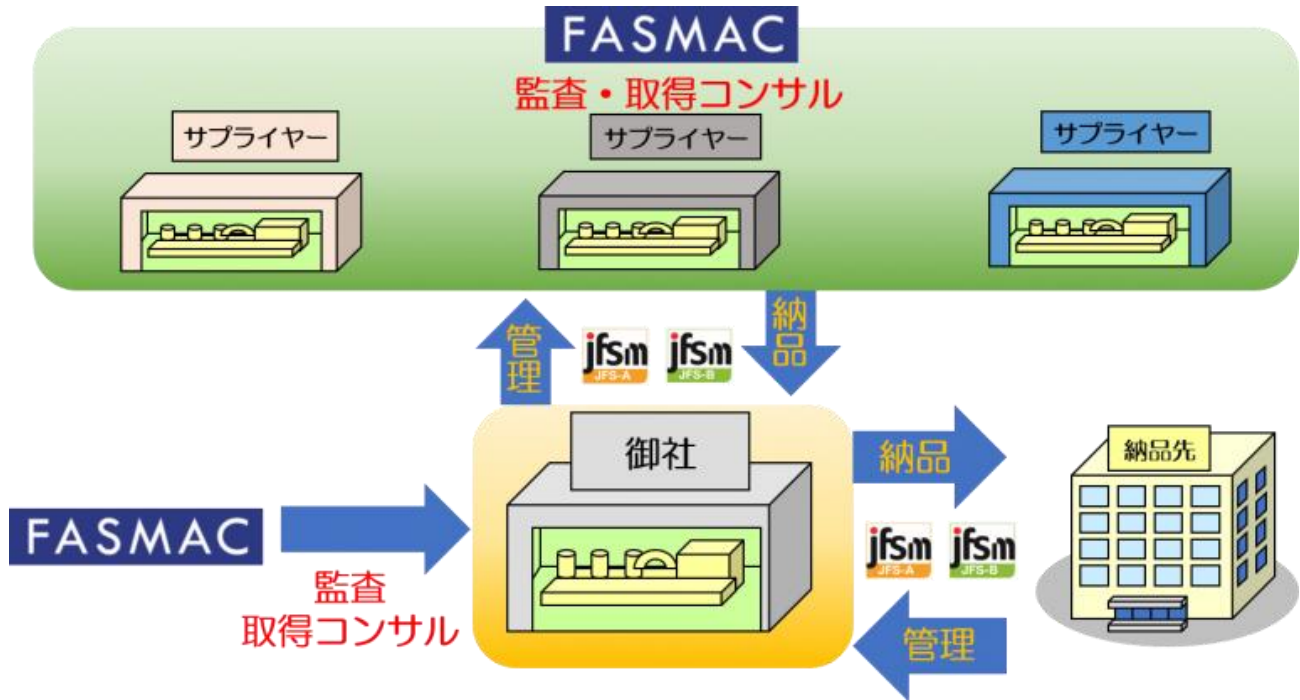 FASMAC
監査・取得コンサル
サプライヤー
サプライヤー
サプライヤー
管理
jfsm
JFS-A
jfsm
JFS-B
納品
御社
納品
納品先
FASMAC
監査
取得コンサル
jfsm
JFS-A
jfsm
JFS-B
管理